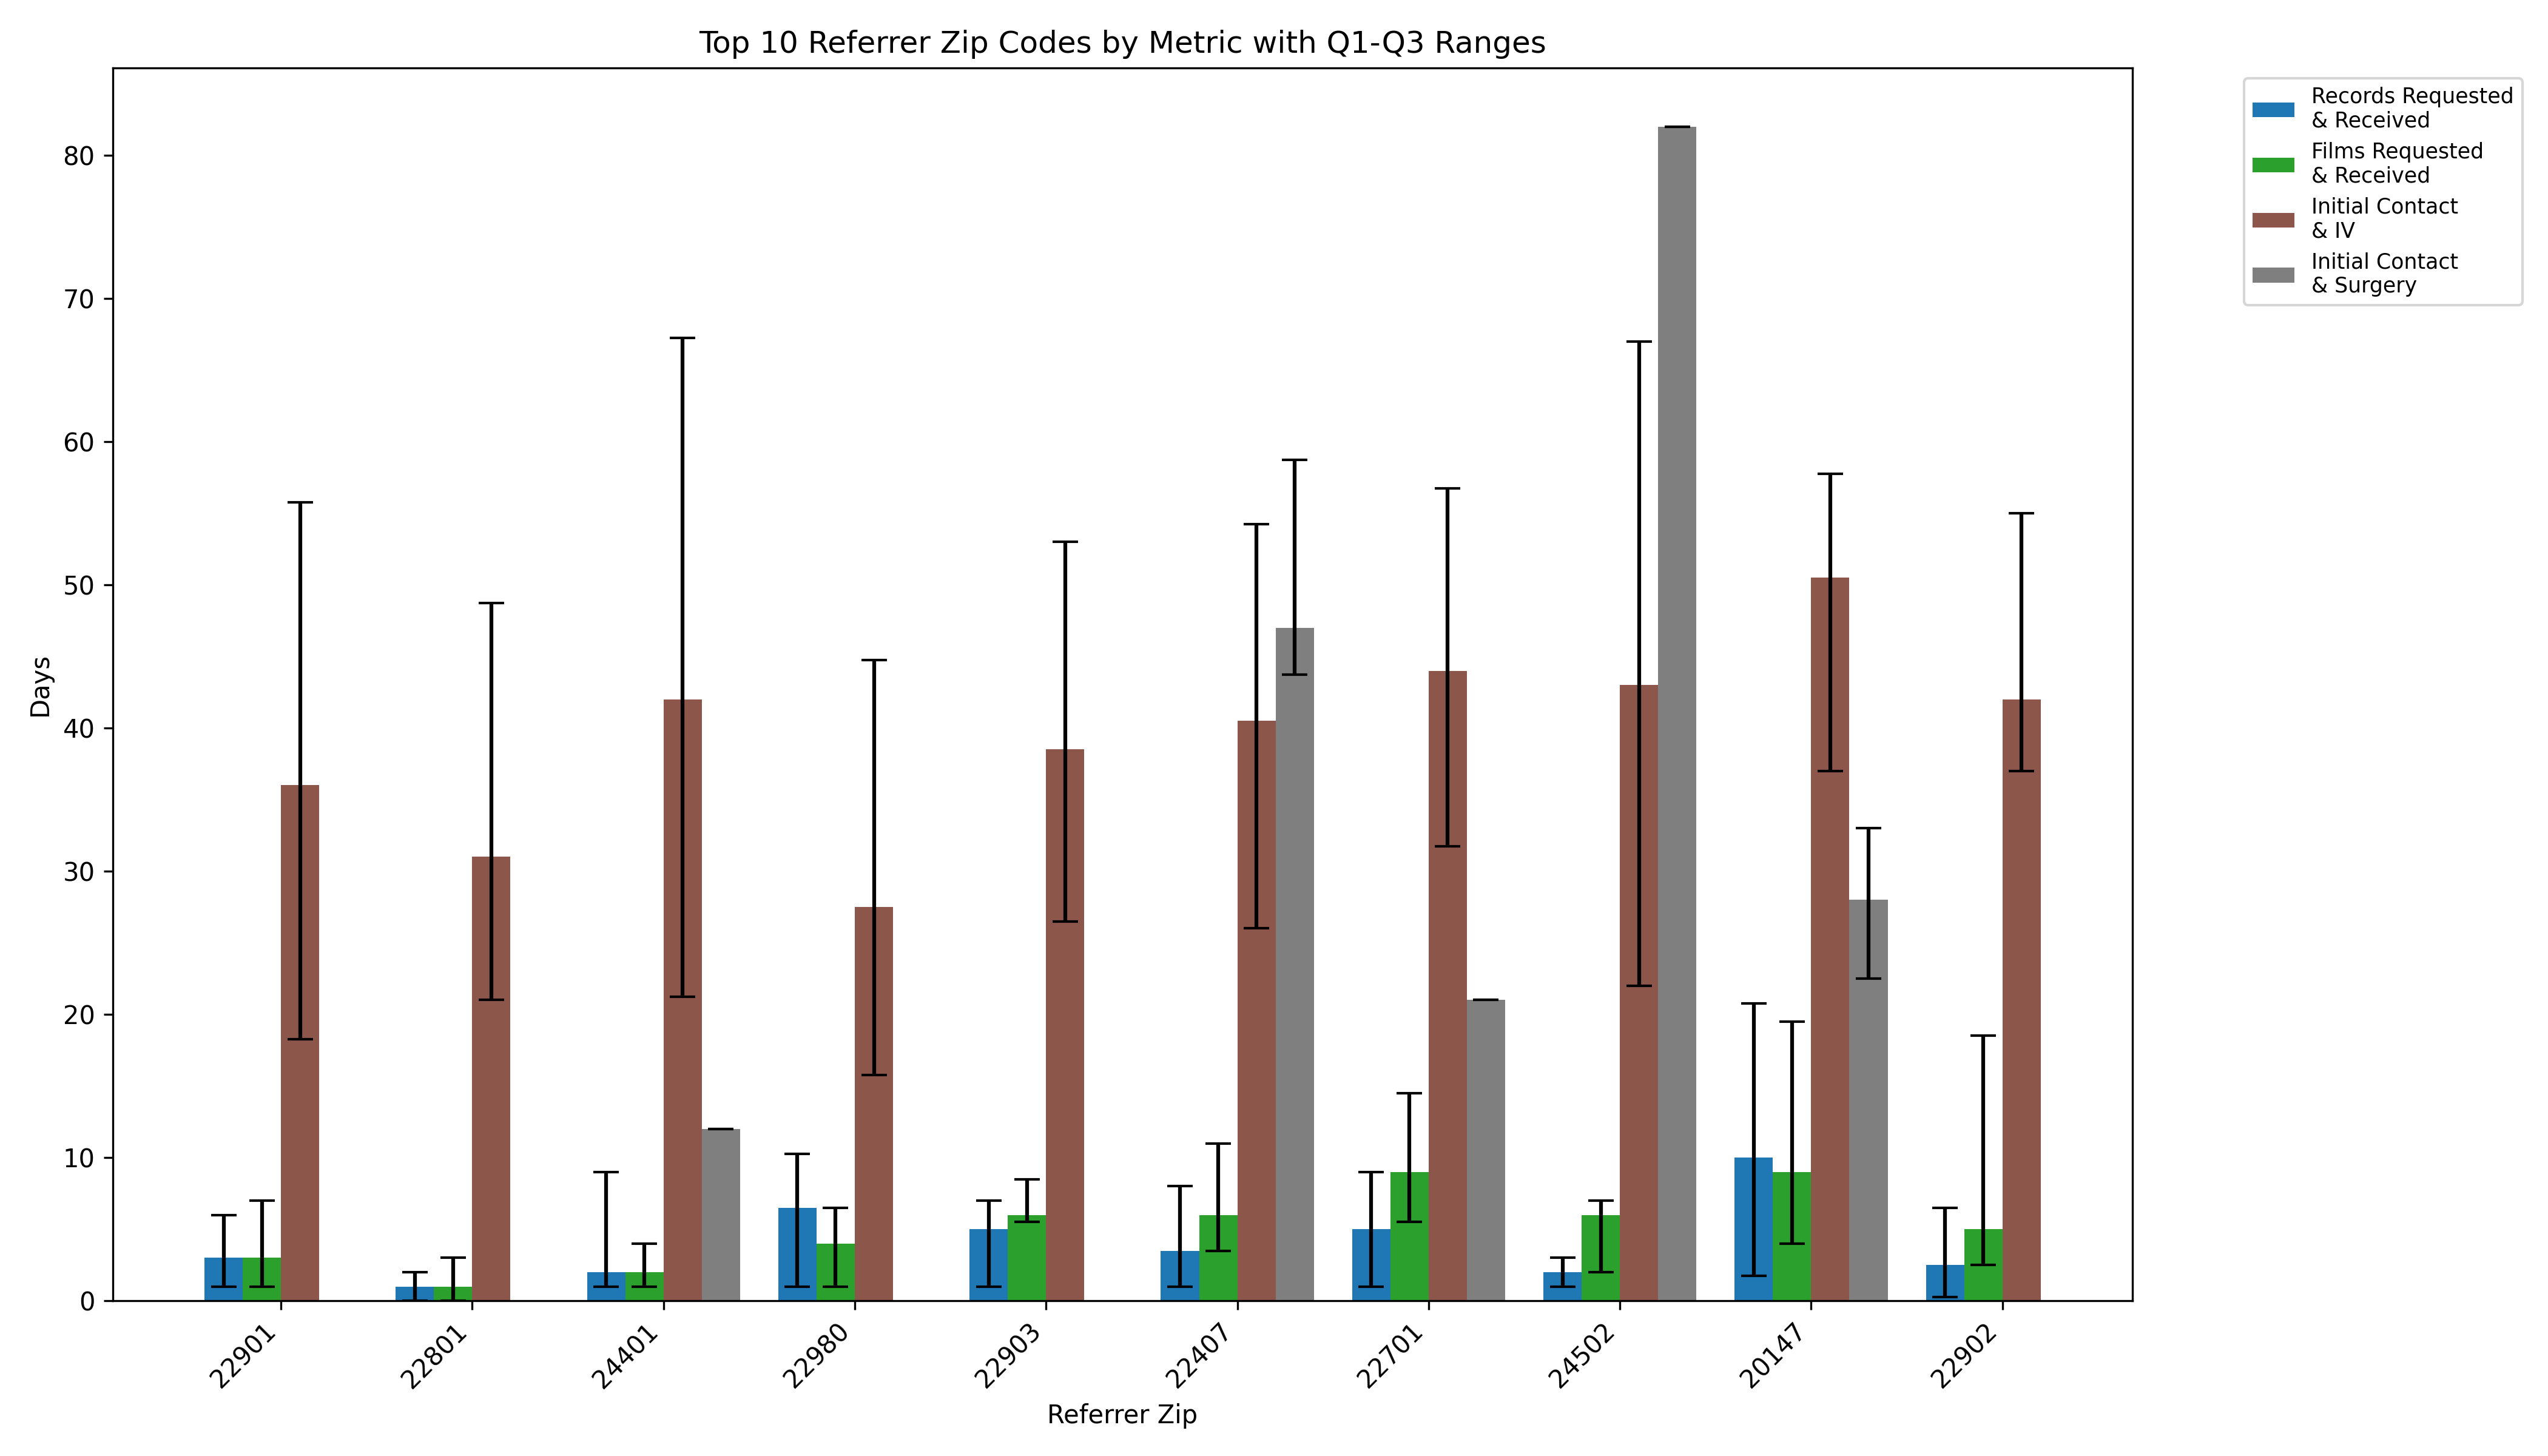 Top 10 Referrer Zip Codes by Metric with Q1-Q3 Ranges
Records Requested
& Received
Films Requested
& Received
Initial Contact
& IV
Initial Contact
& Surgery
Days
80
70
60
50
40
30
20
10
0
22901
22801
24401
22980
22903
22407
22701
24502
20147
22902
Referrer Zip